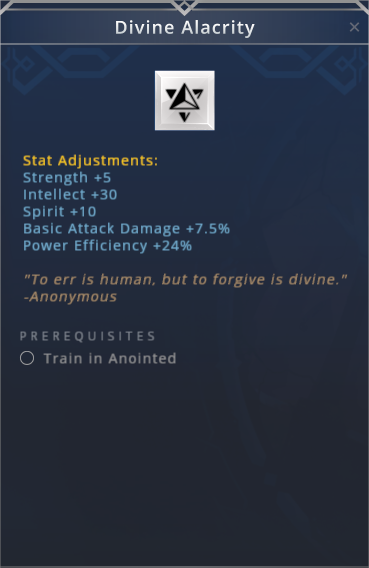 Divine Alacrity
Stat Adjustments:
Strength +5
Intellect +30
Spirit +10
Basic Attack Damage +7.5%
Power Efficiency +24%
"To err is human, but to forgive is divine."
-Anonymous
PREREQUISITES
Train in Anointed